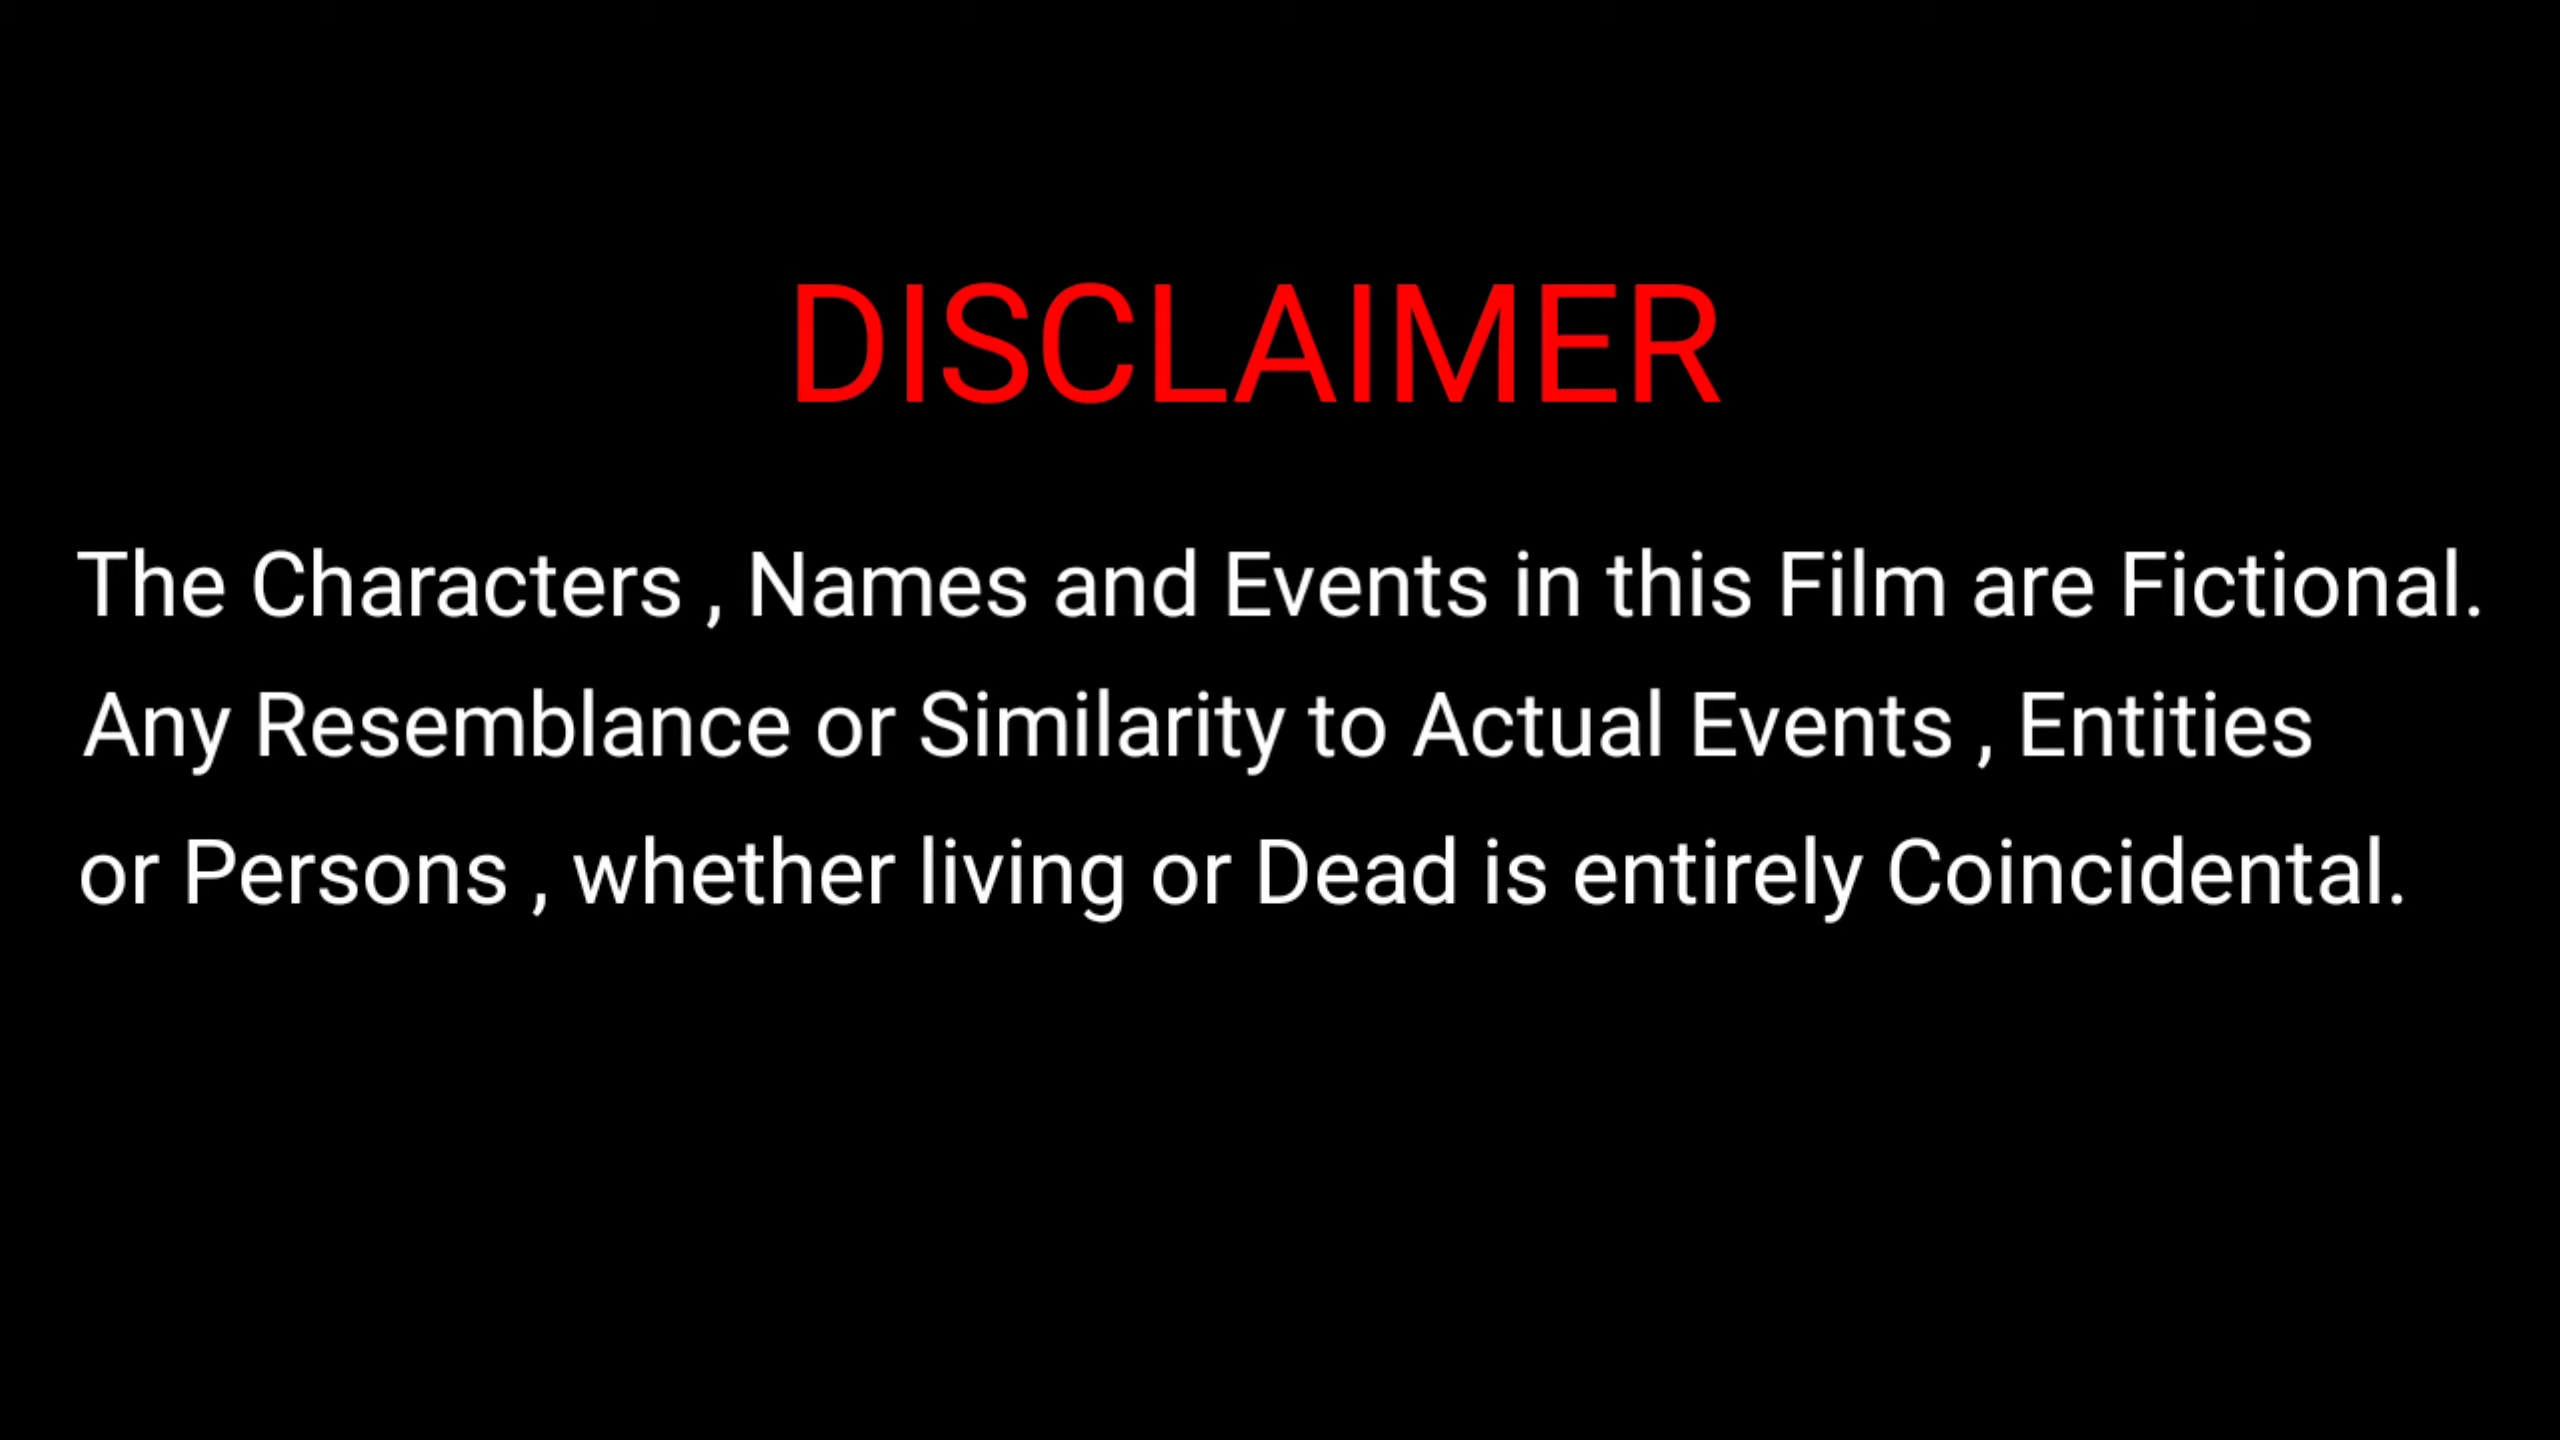 DISCLAIMER
The Characters , Names and Events in this Film are Fictional.
Any Resemblance or Similarity to Actual Events , Entities
or Persons , whether living or Dead is entirely Coincidental.